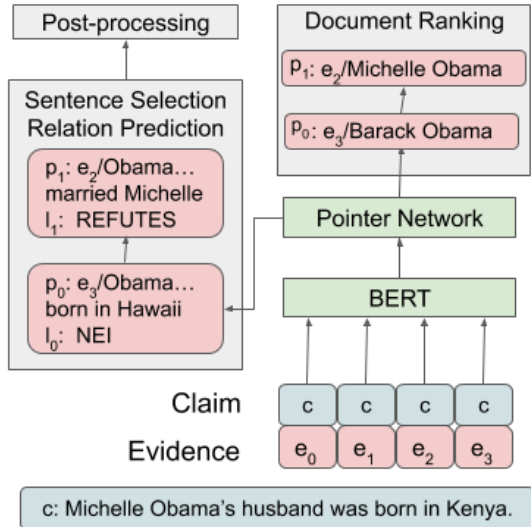 Post-processing
Document Ranking
p1: e2/Michelle Obama
p0: e3/Barack Obama
Sentence Selection
Relation Prediction
p1: e2/Obama...
married Michelle
l1: REFUTES
p0: e3/Obama...
born in Hawaii
l0: NEI
Pointer Network
BERT
Claim c c c c
Evidence e0 e1 e2 e3
c: Michelle Obama's husband was born in Kenya.